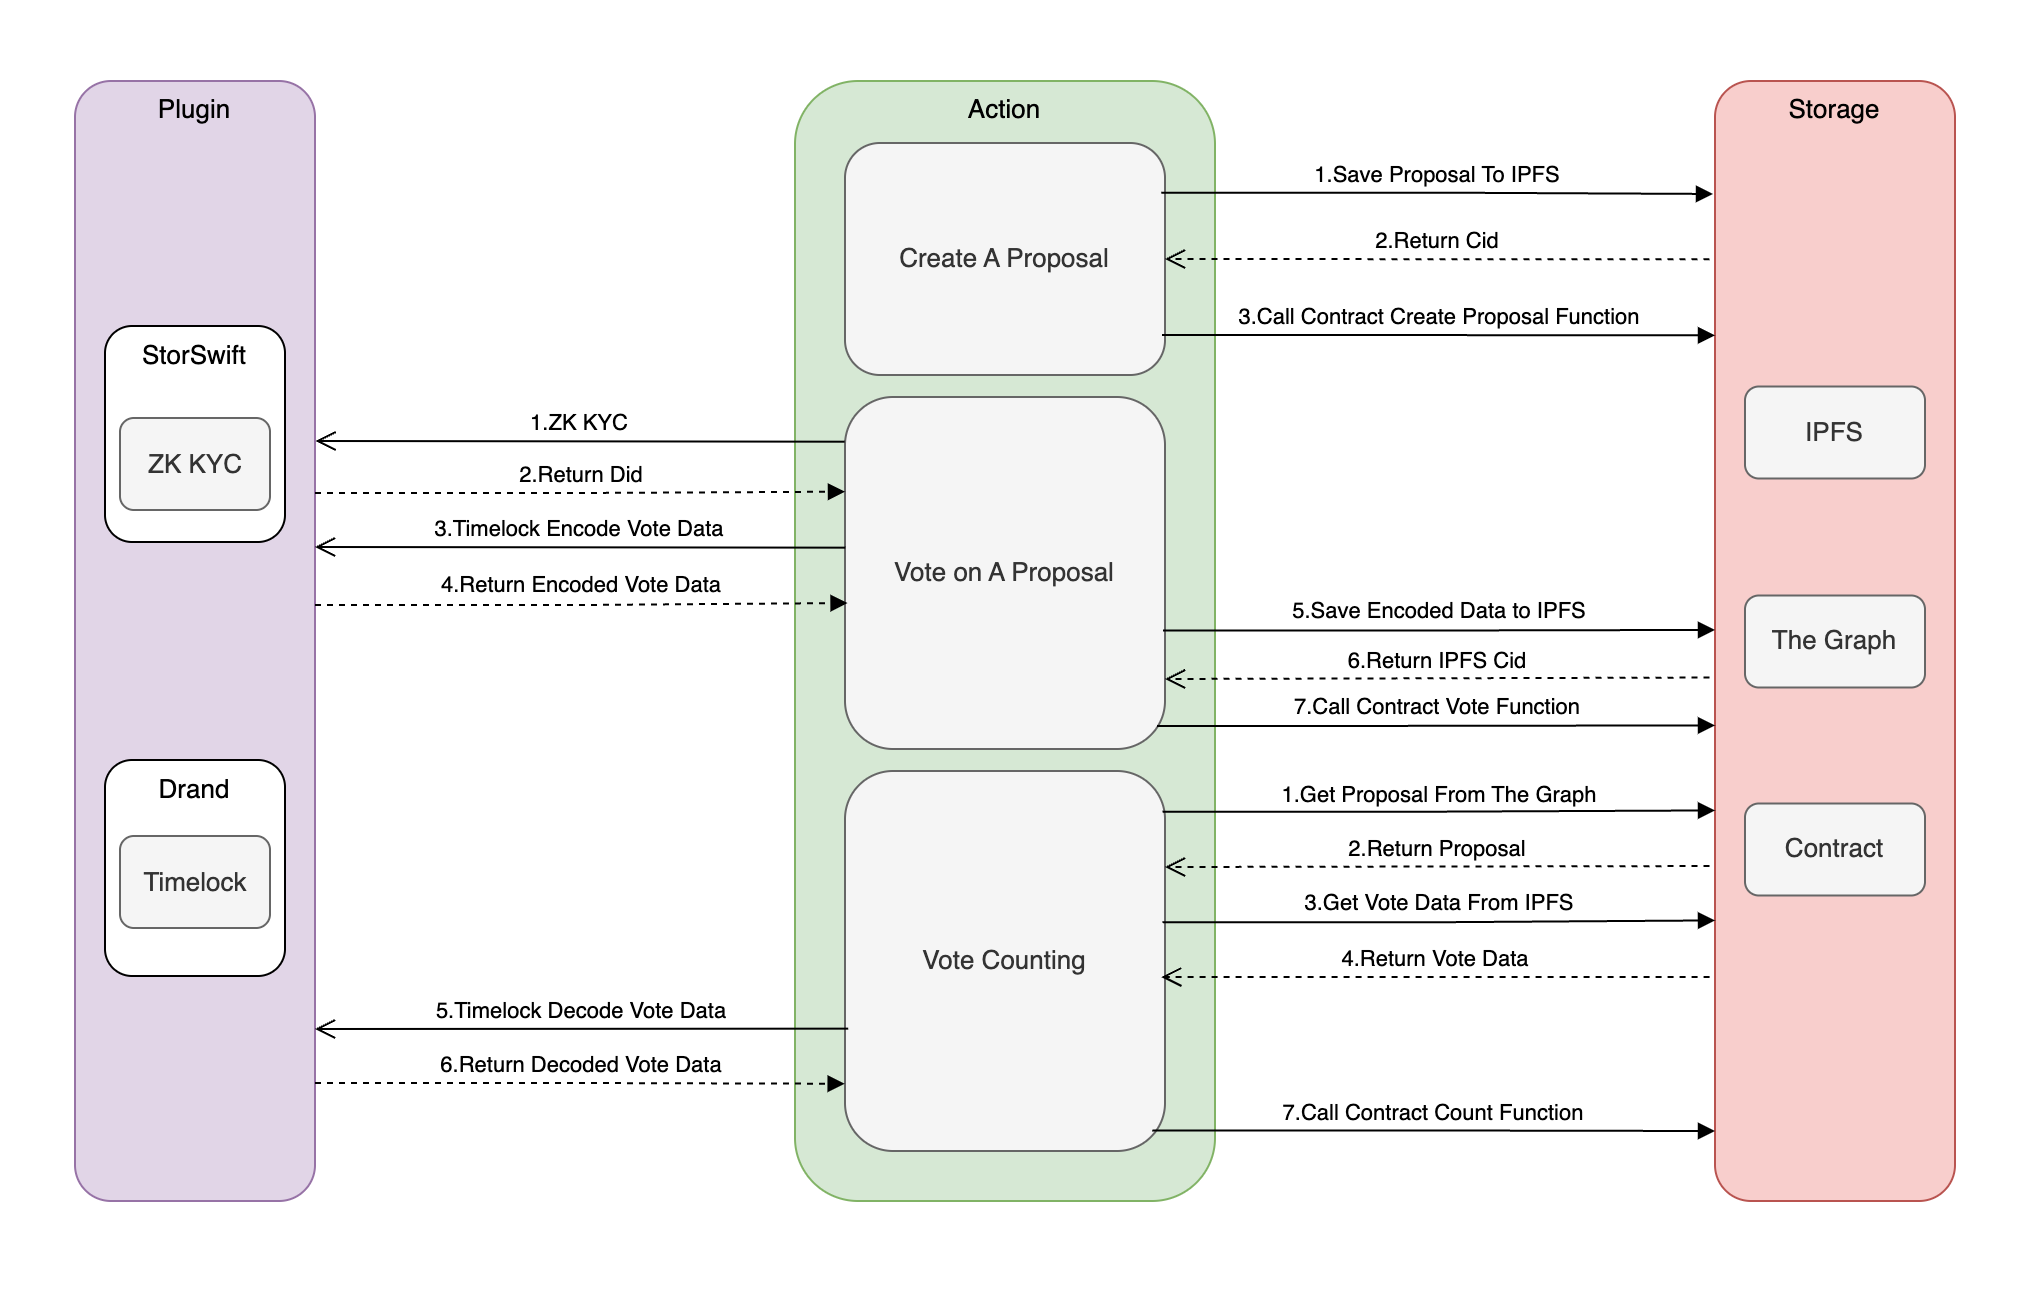 Plugin
Action
Storage
Create A Proposal
1.Save Proposal To IPFS
2.Return Cid
3.Call Contract Create Proposal Function
StorSwift
ZK KYC
1.ZK KYC
2.Return Did
3.Timelock Encode Vote Data
4.Return Encoded Vote Data
Vote on A Proposal
5.Save Encoded Data to IPFS
6.Return IPFS Cid
7.Call Contract Vote Function
IPFS
The Graph
Contract
Drand
Timelock
Vote Counting
1.Get Proposal From The Graph
2.Return Proposal
3.Get Vote Data From IPFS
4.Return Vote Data
5.Timelock Decode Vote Data
6.Return Decoded Vote Data
7.Call Contract Count Function